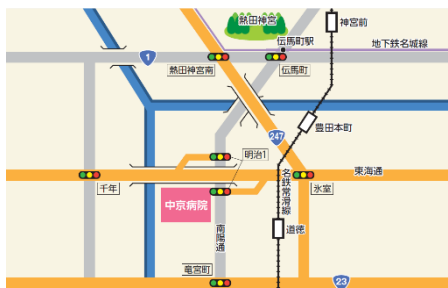 熱田神宮
神宮前
伝馬町駅
地下鉄名城線
1
熱田神宮南
伝馬町
豊田本町
247
明治1
名鉄常滑線
東海通
千年
中京病院
氷室
南陽通
道徳
竜宮町
23